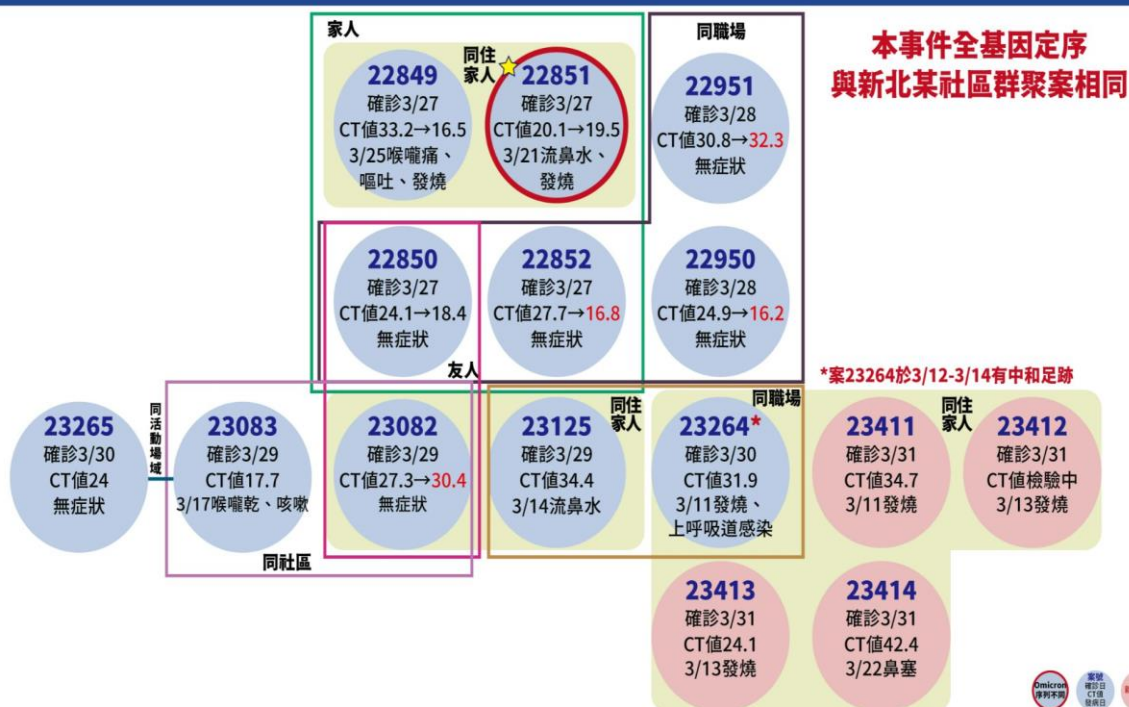 家人
同職場
本事件全基因定序
與新北某社區群聚案相同
同住
家人
22849
確診3/27
CT值33.2→16.5
3/25喉嚨痛、
嘔吐、發燒
22851
確診3/27
CT值20.1→19.5
3/21流鼻水、
發燒
22951
確診3/28
CT值30.8→32.3
無症狀
22850
確診3/27
CT值24.1→18.4
無症狀
22852
確診3/27
CT值27.7→16.8
無症狀
22950
確診3/28
CT值24.9→16.2
無症狀
友人
*案23264於3/12-3/14有中和足跡
23265
確診3/30
CT值24
無症狀
同活動場域
23083
確診3/29
CT值17.7
3/17喉嚨乾、咳嗽
同社區
23082
確診3/29
CT值27.3→30.4
無症狀
同住
家人
23125
確診3/29
CT值34.4
3/14流鼻水
同職場
23264*
確診3/30
CT值31.9
3/11發燒、
上呼吸道感染
23411
確診3/31
CT值34.7
3/11發燒
同住
家人
23412
確診3/31
CT值檢驗中
3/13發燒
23413
確診3/31
CT值24.1
3/13發燒
23414
確診3/31
CT值42.4
3/22鼻塞
Omicron
序列不同
案號
確診日
CT值
發病日